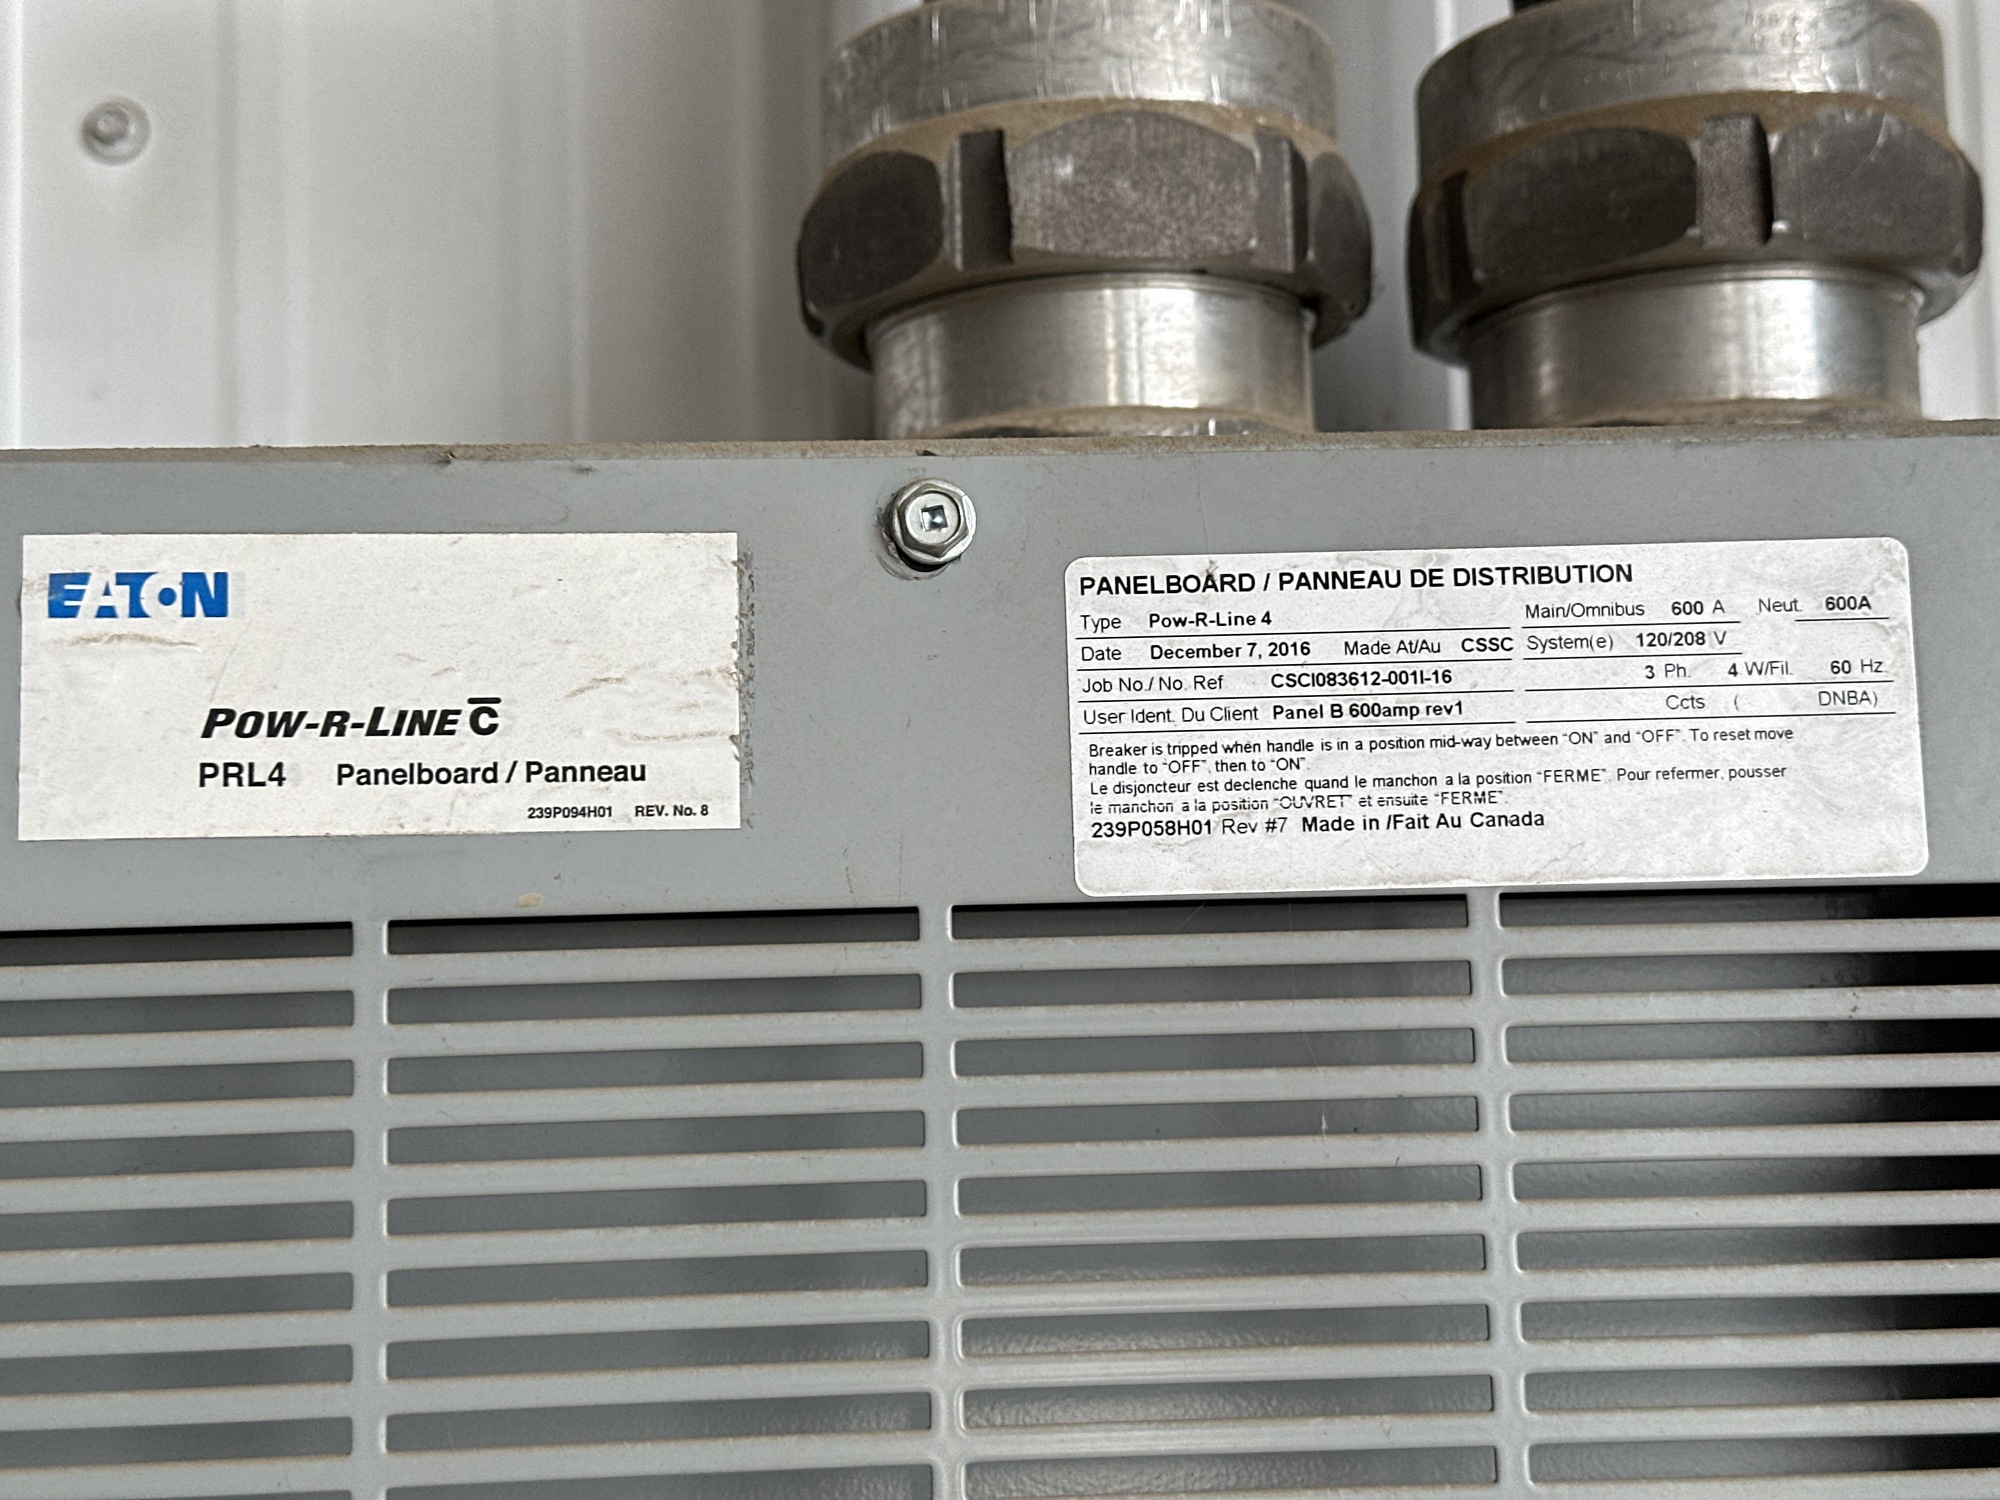 EATON
POW-R-LINE C
PRL4 Panelboard / Panneau
239P094H01 REV. No. 8
PANELBOARD / PANNEAU DE DISTRIBUTION
Type Pow-R-Line 4 Main/Omnibus 600 A Neut. 600A
Date December 7, 2016 Made At/Au CSSC System(e) 120/208 V
Job No./ No. Ref CSCI083612-001I-16 3 Ph. 4 W/Fil. 60 Hz
User Ident. Du Client Panel B 600amp rev1 Ccts ( DNBA)
Breaker is tripped when handle is in a position mid-way between "ON" and "OFF". To reset move
handle to "OFF", then to "ON".
Le disjoncteur est declenche quand le manchon a la position "FERME". Pour refermer, pousser
le manchon a la position "OUVRET" et ensuite "FERME".
239P058H01 Rev #7 Made in /Fait Au Canada